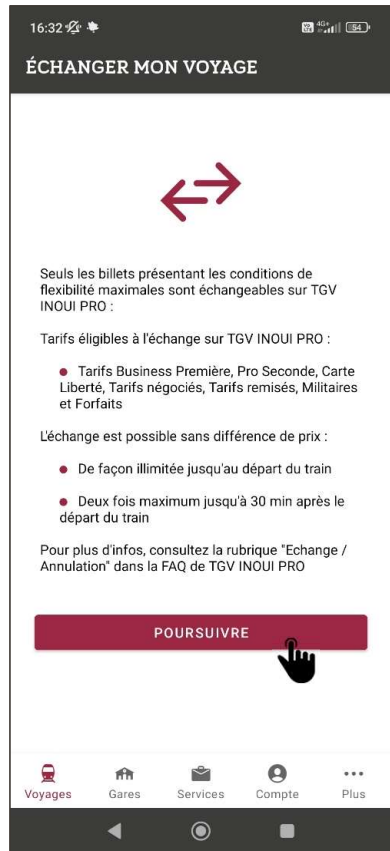 16:32
4G+
54
ÉCHANGER MON VOYAGE
Seuls les billets présentant les conditions de
flexibilité maximales sont échangeables sur TGV
INOUI PRO :
Tarifs éligibles à l'échange sur TGV INOUI PRO :
Tarifs Business Première, Pro Seconde, Carte
Liberté, Tarifs négociés, Tarifs remisés, Militaires
et Forfaits
L'échange est possible sans différence de prix :
De façon illimitée jusqu'au départ du train
Deux fois maximum jusqu'à 30 min après le
départ du train
Pour plus d'infos, consultez la rubrique "Echange /
Annulation" dans la FAQ de TGV INOUI PRO
POURSUIVRE
Voyages Gares Services Compte Plus